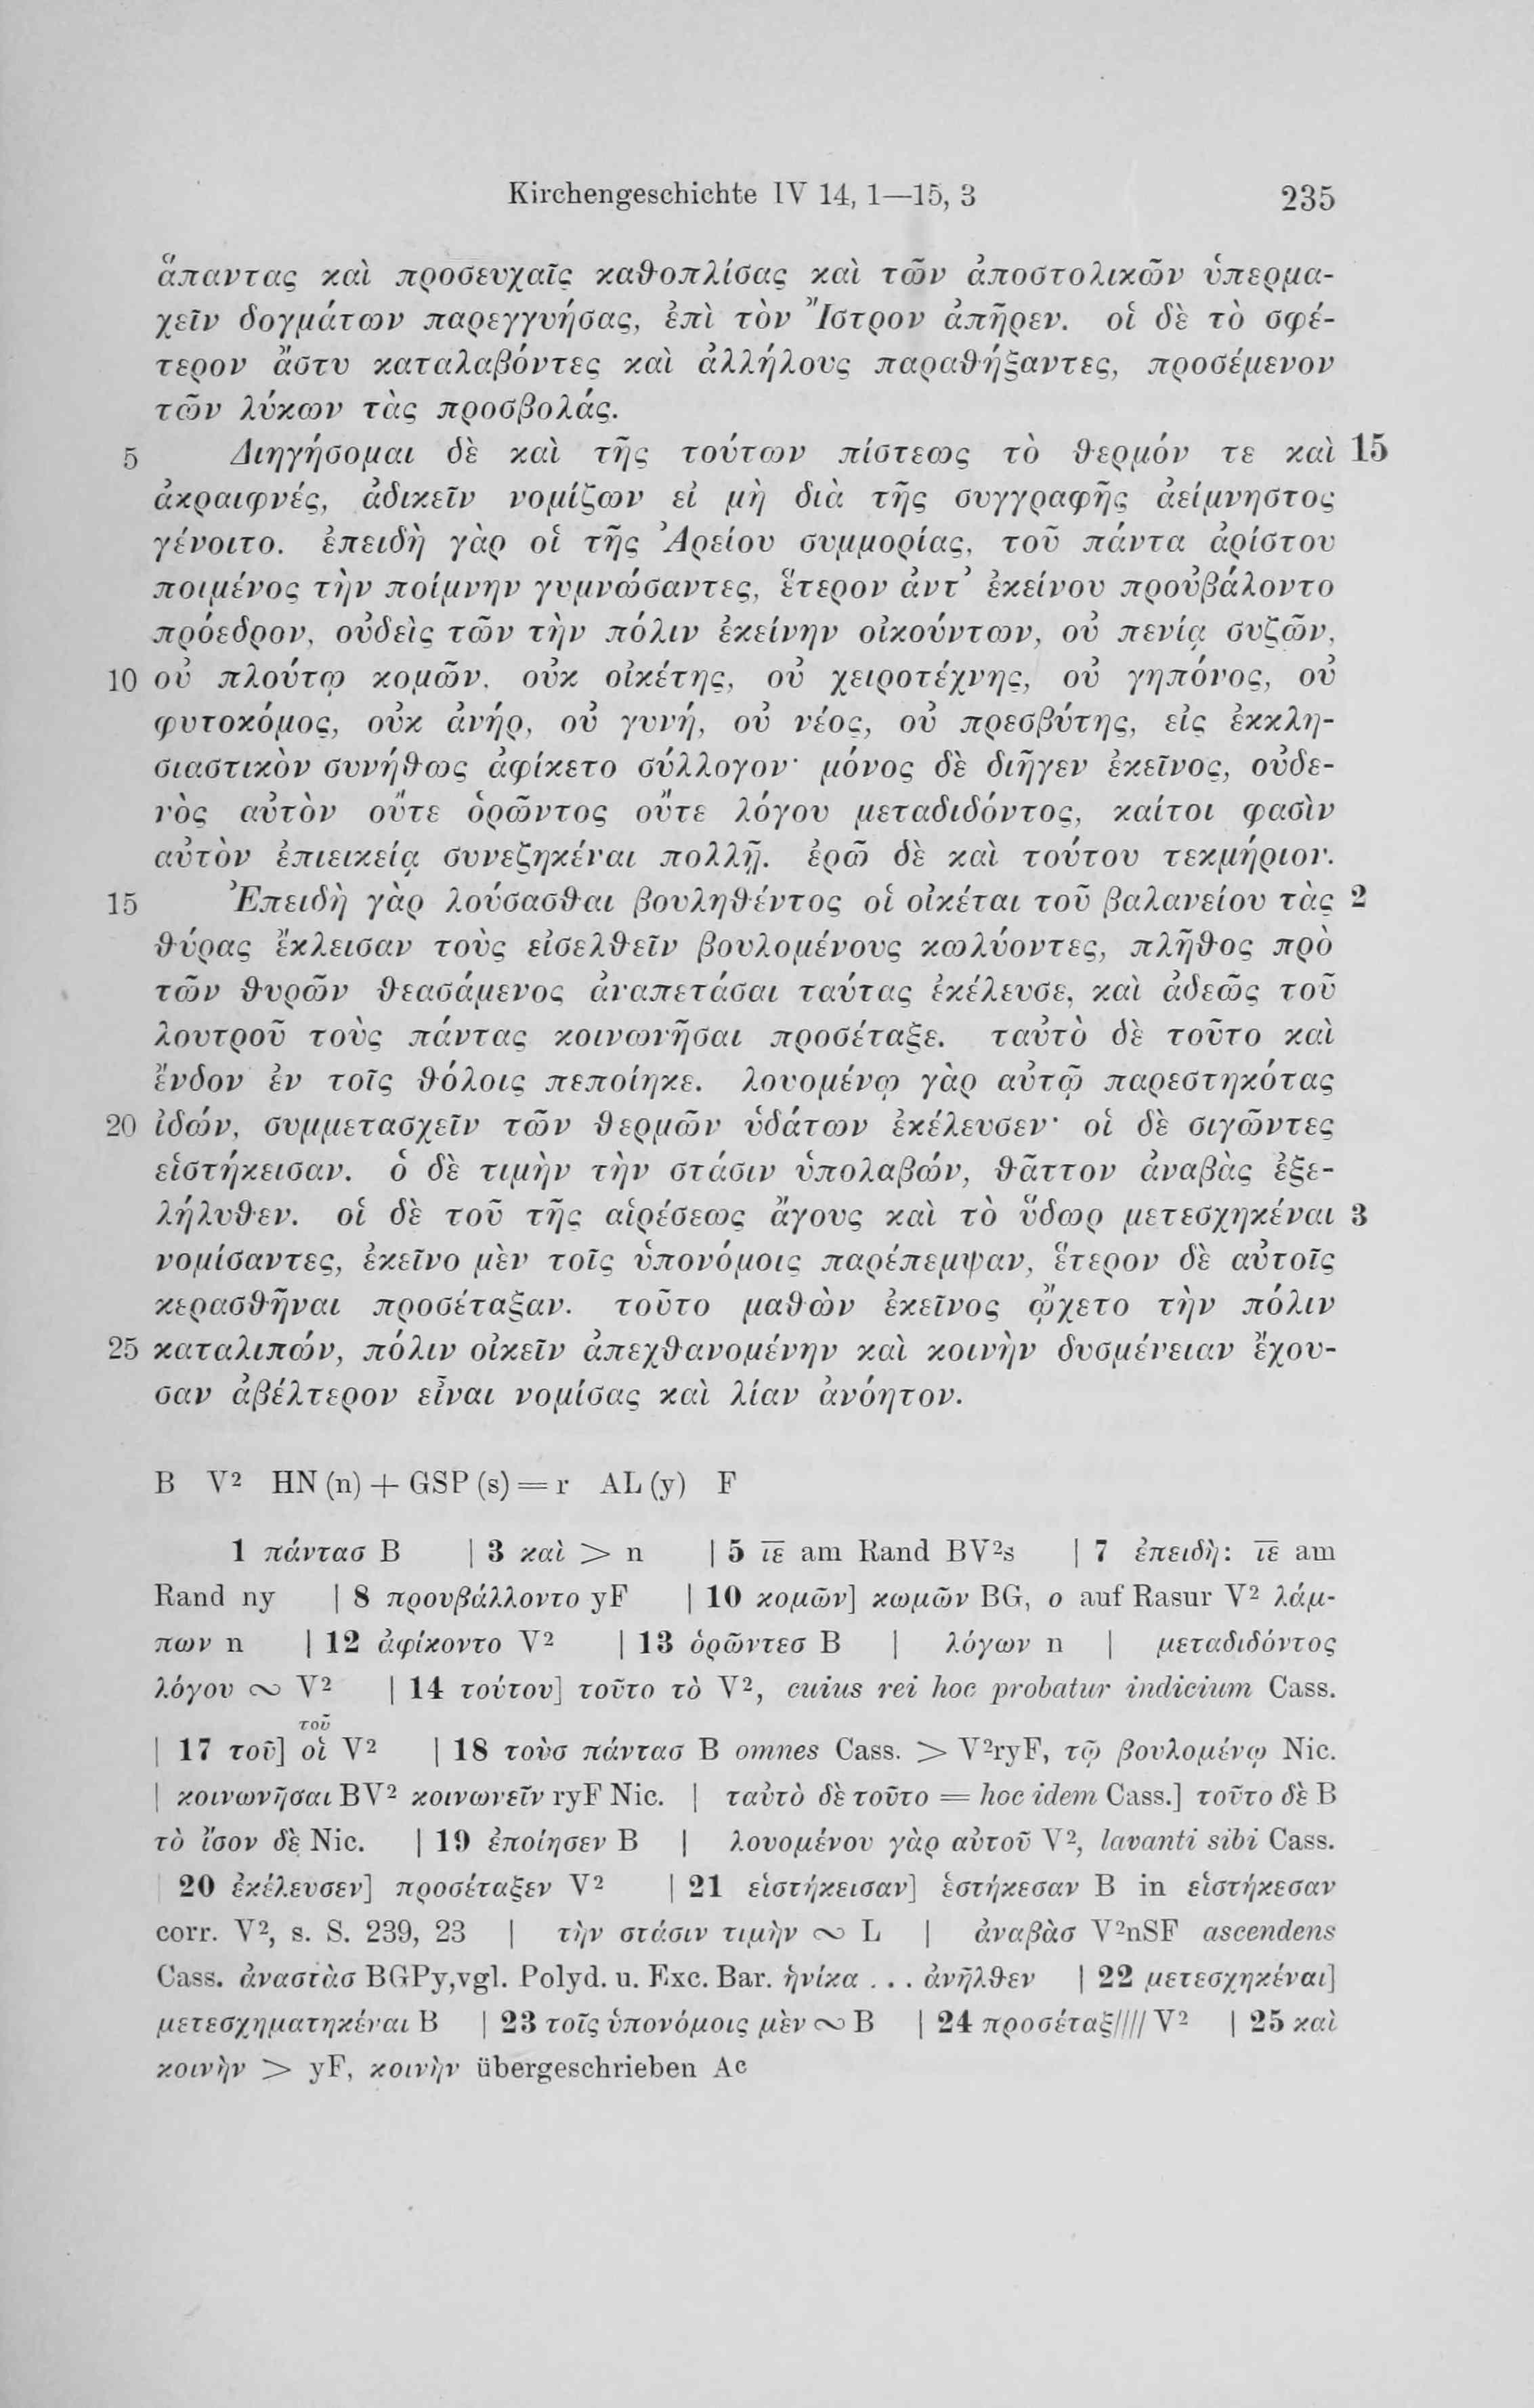 Kirchengeschichte IV 14, 1—15, 3 235
ἅπαντας καὶ προσευχαῖς καθοπλίσας καὶ τῶν ἀποστολικῶν ὑπερμα-
χεῖν δογμάτων παρεγγυήσας, ἐπὶ τὸν Ἴστρον ἀπῆρεν. οἱ δὲ τὸ σφέ-
τερον ἄστυ καταλαβόντες καὶ ἀλλήλους παραθήξαντες, προσέμενον
τῶν λύκων τὰς προσβολάς.
5 Διηγήσομαι δὲ καὶ τῆς τούτων πίστεως τὸ θερμόν τε καὶ 15
ἀκραιφνές, ἀδικεῖν νομίζων εἰ μὴ διὰ τῆς συγγραφῆς ἀείμνηστος
γένοιτο. ἐπειδὴ γὰρ οἱ τῆς Ἀρείου συμμορίας, τοῦ πάντα ἀρίστου
ποιμένος τὴν ποίμνην γυμνώσαντες, ἕτερον ἀντ᾽ ἐκείνου προὐβάλοντο
πρόεδρον, οὐδεὶς τῶν τὴν πόλιν ἐκείνην οἰκούντων, οὐ πενίᾳ συζῶν,
10 οὐ πλούτῳ κομῶν, οὐκ οἰκέτης, οὐ χειροτέχνης, οὐ γηπόνος, οὐ
φυτοκόμος, οὐκ ἀνήρ, οὐ γυνή, οὐ νέος, οὐ πρεσβύτης, εἰς ἐκκλη-
σιαστικὸν συνήθως ἀφίκετο σύλλογον· μόνος δὲ διῆγεν ἐκεῖνος, οὐδε-
νὸς αὐτὸν οὔτε ὁρῶντος οὔτε λόγου μεταδιδόντος, καίτοι φασὶν
αὐτὸν ἐπιεικείᾳ συνεζηκέναι πολλῇ. ἐρῶ δὲ καὶ τούτου τεκμήριον.
15 Ἐπειδὴ γὰρ λούσασθαι βουληθέντος οἱ οἰκέται τοῦ βαλανείου τὰς 2
θύρας ἔκλεισαν τοὺς εἰσελθεῖν βουλομένους κωλύοντες, πλῆθος πρὸ
τῶν θυρῶν θεασάμενος ἀναπετάσαι ταύτας ἐκέλευσε, καὶ ἀδεῶς τοῦ
λουτροῦ τοὺς πάντας κοινωνῆσαι προσέταξε. ταὐτὸ δὲ τοῦτο καὶ
ἔνδον ἐν τοῖς θόλοις πεποίηκε. λουομένῳ γὰρ αὐτῷ παρεστηκότας
20 ἰδών, συμμετασχεῖν τῶν θερμῶν ὑδάτων ἐκέλευσεν· οἱ δὲ σιγῶντες
εἱστήκεισαν. ὁ δὲ τιμὴν τὴν στάσιν ὑπολαβών, θᾶττον ἀναβὰς ἐξε-
λήλυθεν. οἱ δὲ τοῦ τῆς αἱρέσεως ἄγους καὶ τὸ ὕδωρ μετεσχηκέναι 3
νομίσαντες, ἐκεῖνο μὲν τοῖς ὑπονόμοις παρέπεμψαν, ἕτερον δὲ αὐτοῖς
κερασθῆναι προσέταξαν. τοῦτο μαθὼν ἐκεῖνος ᾤχετο τὴν πόλιν
25 καταλιπών, πόλιν οἰκεῖν ἀπεχθανομένην καὶ κοινὴν δυσμένειαν ἔχου-
σαν ἀβέλτερον εἶναι νομίσας καὶ λίαν ἀνόητον.
B V² HN (n) + GSP (s) = r AL (y) F
1 πάντασ B | 3 καὶ > n | 5 ι̅ε̅ am Rand BV²s | 7 ἐπειδὴ: ι̅ε̅ am
Rand ny | 8 προυβάλλοντο yF | 10 κομῶν] κωμῶν BG, ο auf Rasur V² λάμ-
πων n | 12 ἀφίκοντο V² | 13 ὁρῶντεσ B | λόγων n | μεταδιδόντος
λόγου ∾ V² | 14 τούτου] τοῦτο τὸ V², cuius rei hoc probatur indicium Cass.
τοῦ
| 17 τοῦ] οἱ V² | 18 τοὺσ πάντασ B omnes Cass. > V²ryF, τῷ βουλομένῳ Nic.
| κοινωνῆσαι BV² κοινωνεῖν ryF Nic. | ταὐτὸ δὲ τοῦτο = hoc idem Cass.] τοῦτο δὲ B
τὸ ἴσον δὲ Nic. | 19 ἐποίησεν B | λουομένου γὰρ αὐτοῦ V², lavanti sibi Cass.
| 20 ἐκέλευσεν] προσέταξεν V² | 21 εἱστήκεισαν] ἑστήκεσαν B in εἱστήκεσαν
corr. V², s. S. 239, 23 | τὴν στάσιν τιμὴν ∾ L | ἀναβὰσ V²nSF ascendens
Cass. ἀναστὰσ BGPy, vgl. Polyd. u. Exc. Bar. ἡνίκα . . . ἀνῆλθεν | 22 μετεσχηκέναι]
μετεσχηματηκέναι B | 23 τοῖς ὑπονόμοις μὲν ∾ B | 24 προσέταξ//// V² | 25 καὶ
κοινὴν > yF, κοινὴν übergeschrieben Aᶜ